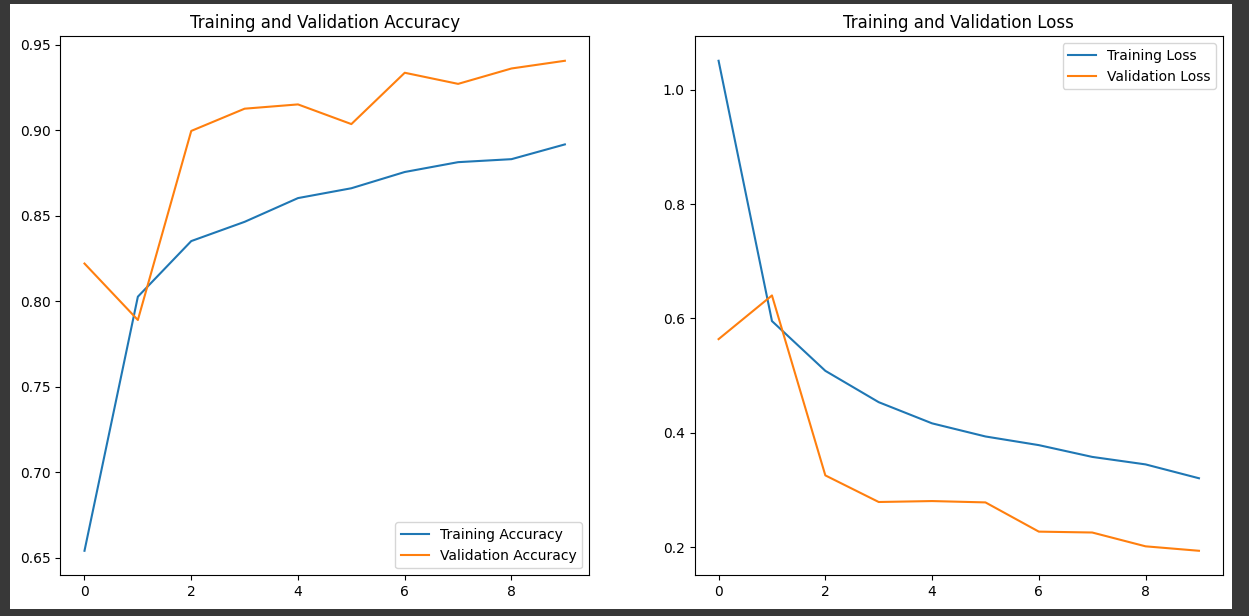 Training and Validation Accuracy
0.95
0.90
0.85
0.80
0.75
0.70
0.65
0 2 4 6 8
Training Accuracy
Validation Accuracy
Training and Validation Loss
1.0
0.8
0.6
0.4
0.2
0 2 4 6 8
Training Loss
Validation Loss